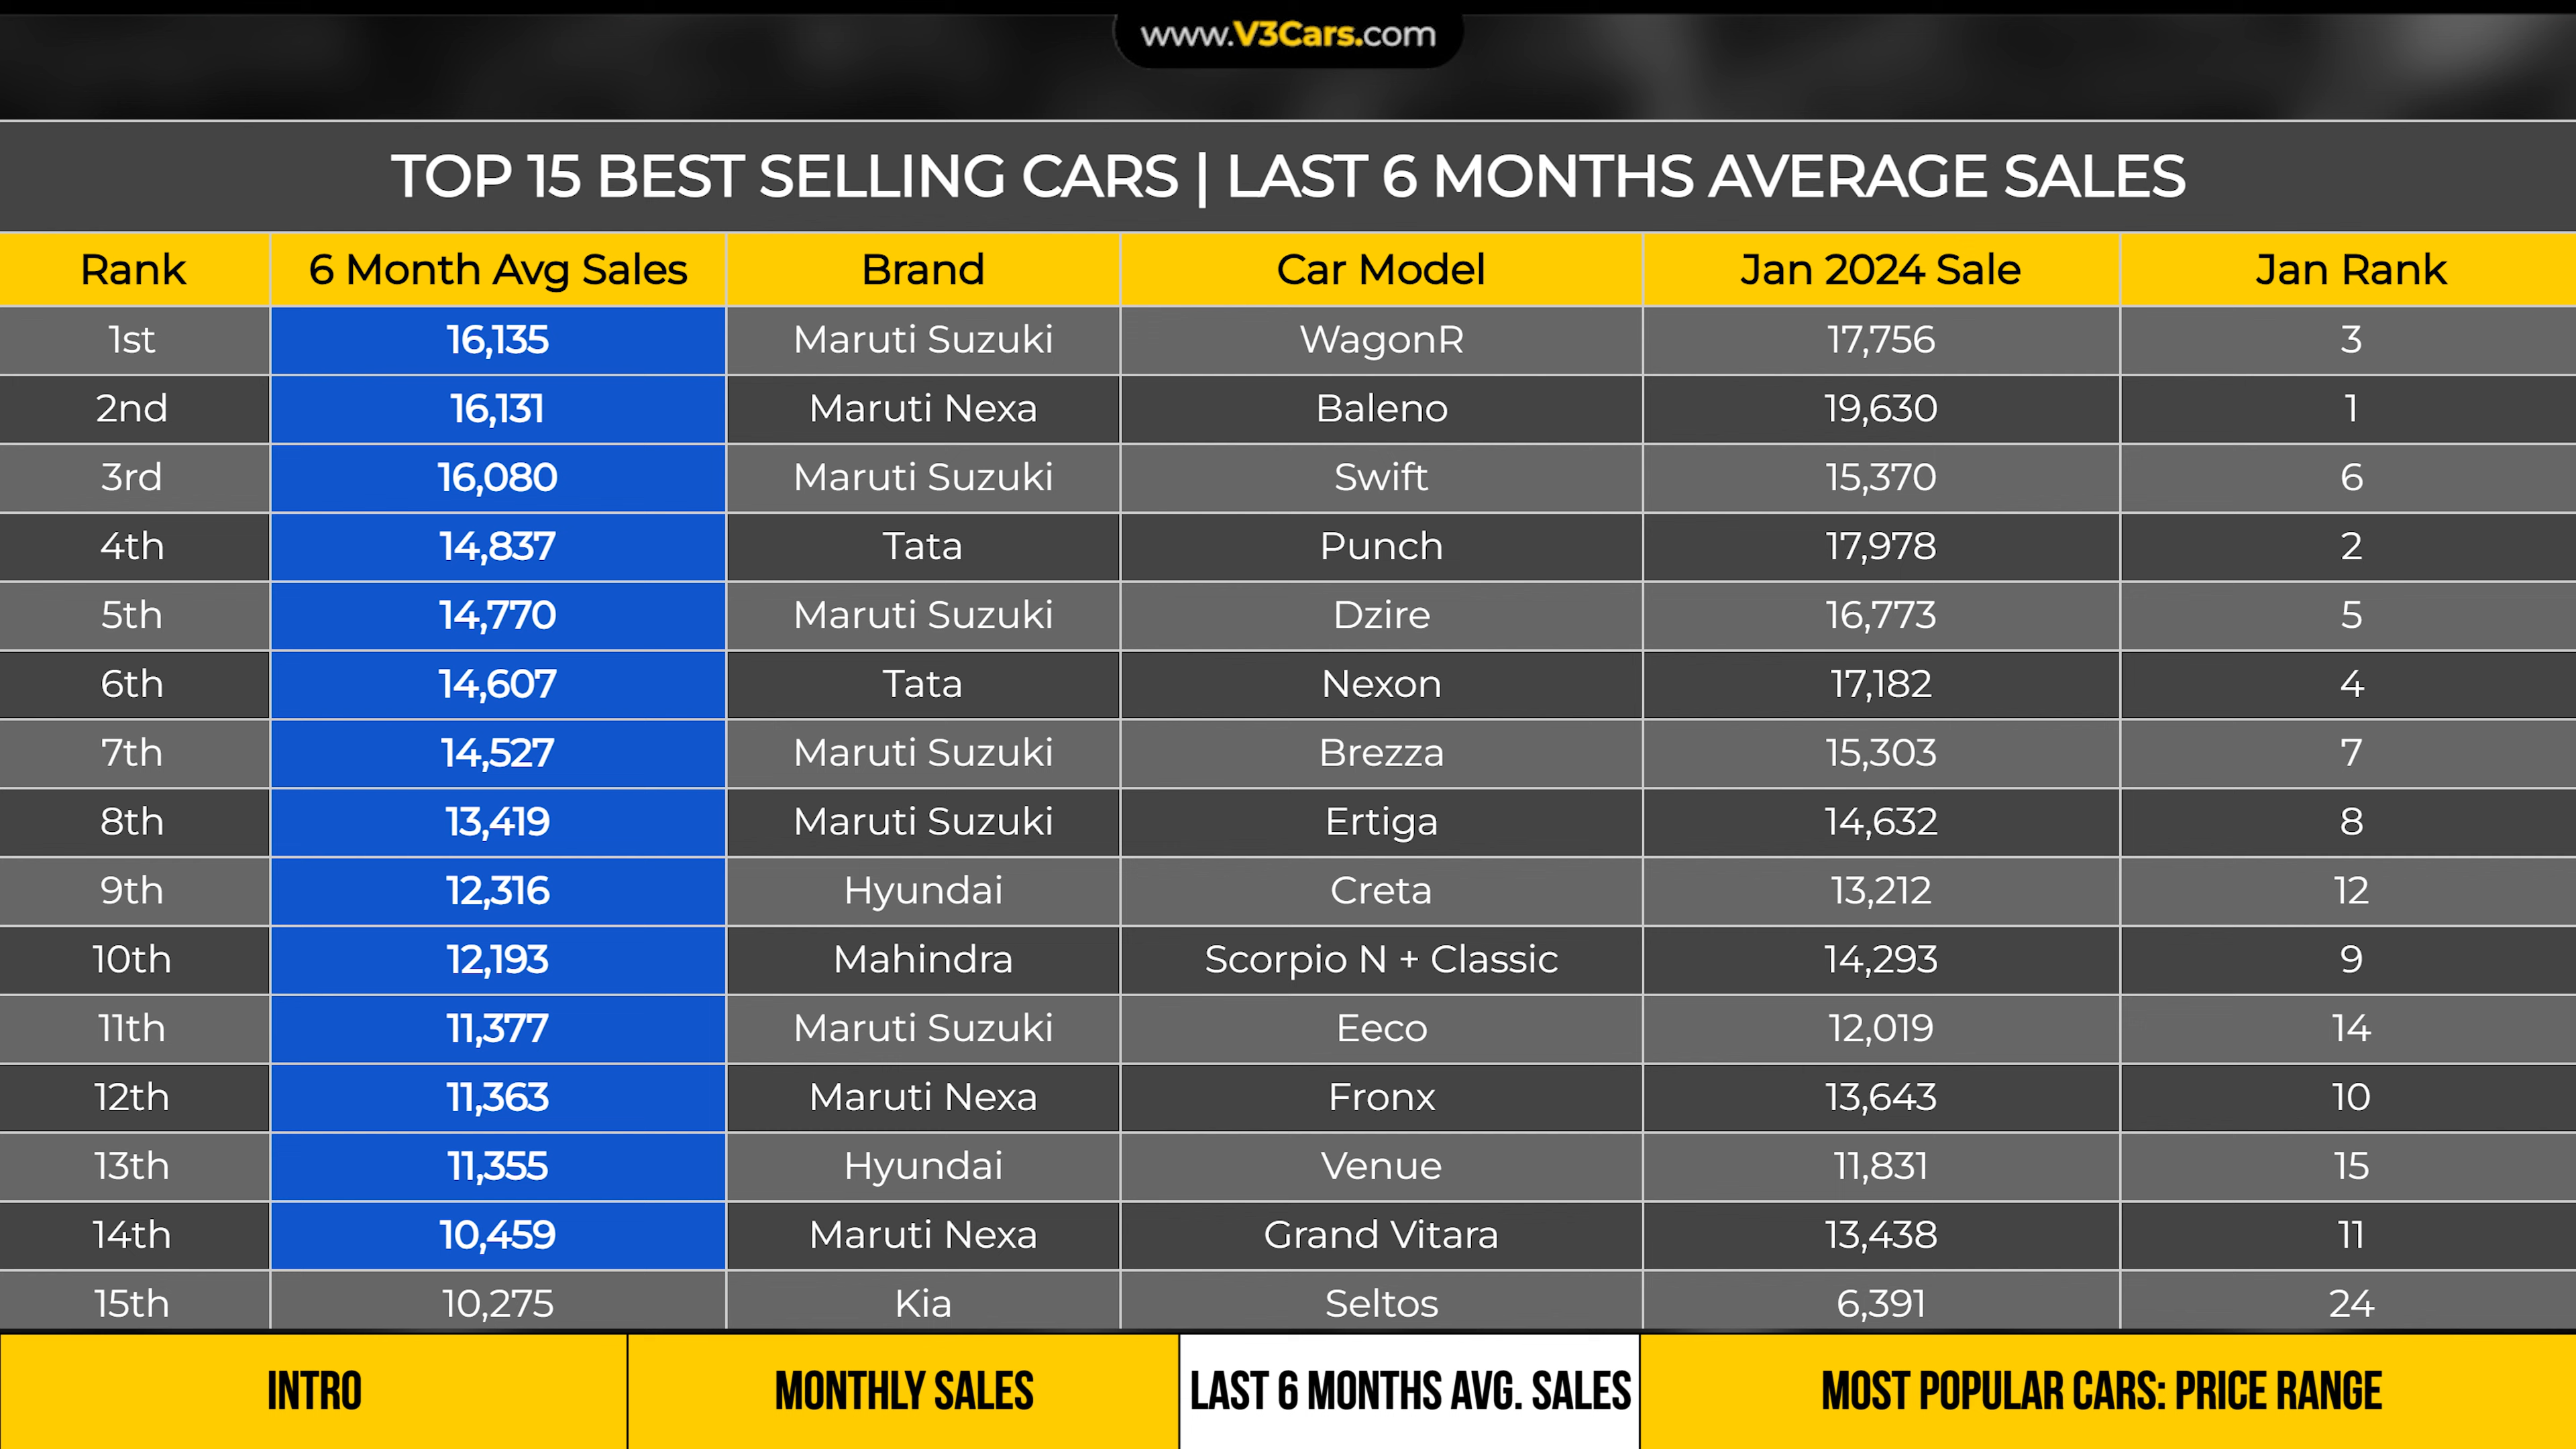 www.V3Cars.com
TOP 15 BEST SELLING CARS | LAST 6 MONTHS AVERAGE SALES
Rank 6 Month Avg Sales Brand Car Model Jan 2024 Sale Jan Rank
1st 16,135 Maruti Suzuki WagonR 17,756 3
2nd 16,131 Maruti Nexa Baleno 19,630 1
3rd 16,080 Maruti Suzuki Swift 15,370 6
4th 14,837 Tata Punch 17,978 2
5th 14,770 Maruti Suzuki Dzire 16,773 5
6th 14,607 Tata Nexon 17,182 4
7th 14,527 Maruti Suzuki Brezza 15,303 7
8th 13,419 Maruti Suzuki Ertiga 14,632 8
9th 12,316 Hyundai Creta 13,212 12
10th 12,193 Mahindra Scorpio N + Classic 14,293 9
11th 11,377 Maruti Suzuki Eeco 12,019 14
12th 11,363 Maruti Nexa Fronx 13,643 10
13th 11,355 Hyundai Venue 11,831 15
14th 10,459 Maruti Nexa Grand Vitara 13,438 11
15th 10,275 Kia Seltos 6,391 24
INTRO MONTHLY SALES LAST 6 MONTHS AVG. SALES MOST POPULAR CARS: PRICE RANGE